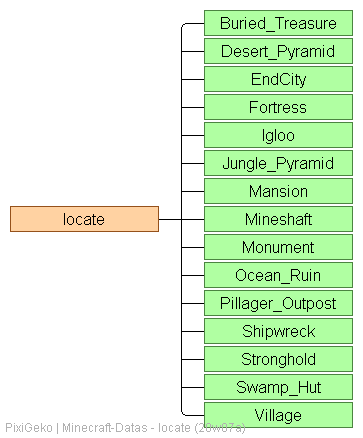 Buried_Treasure
Desert_Pyramid
EndCity
Fortress
Igloo
Jungle_Pyramid
Mansion
locate
Mineshaft
Monument
Ocean_Ruin
Pillager_Outpost
Shipwreck
Stronghold
Swamp_Hut
Village
PixiGeko | Minecraft-Datas - locate